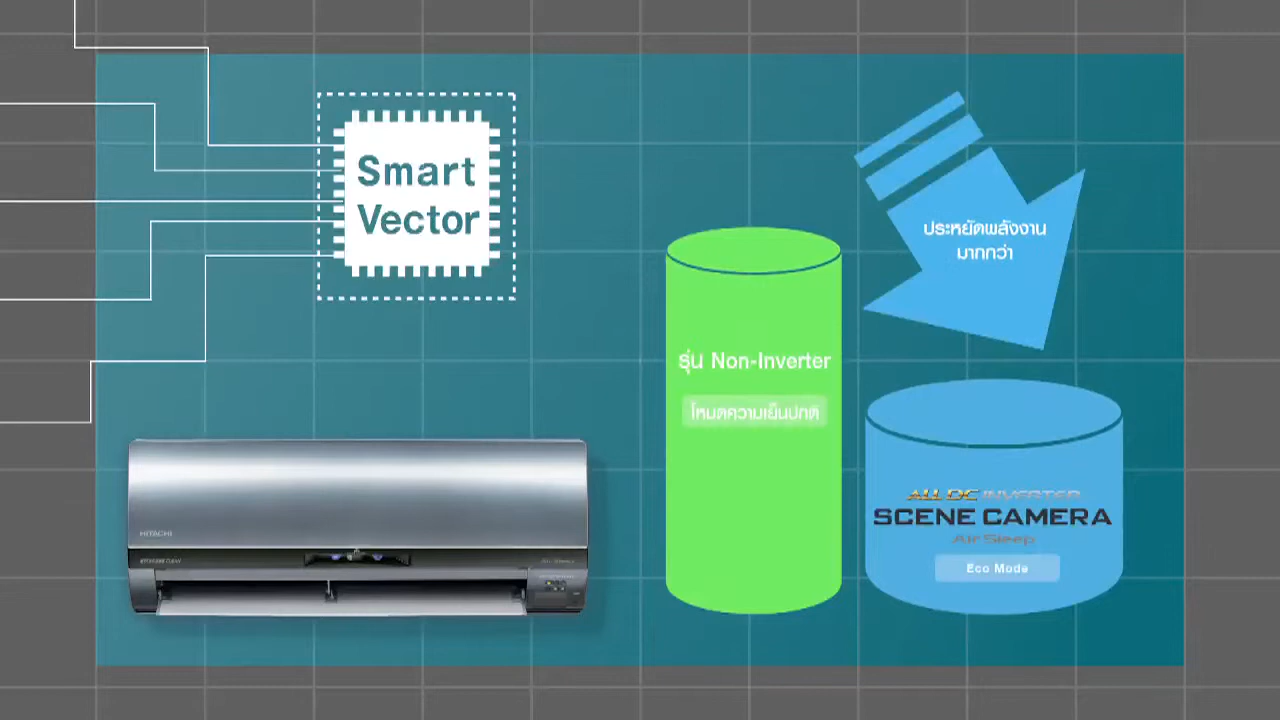 Smart
Vector
ประหยัดพลังงาน
มากกว่า
รุ่น Non-Inverter
โหมดความเย็นปกติ
ALL DC INVERTER
SCENE CAMERA
Air Sleep
Eco Mode
HITACHI